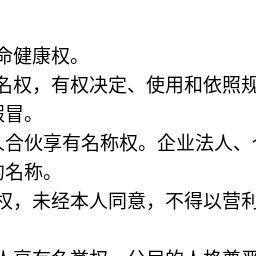 命健康权。
名权，有权决定、使用和依照规
假冒。
人合伙享有名称权。企业法人、个
的名称。
权，未经本人同意，不得以营利